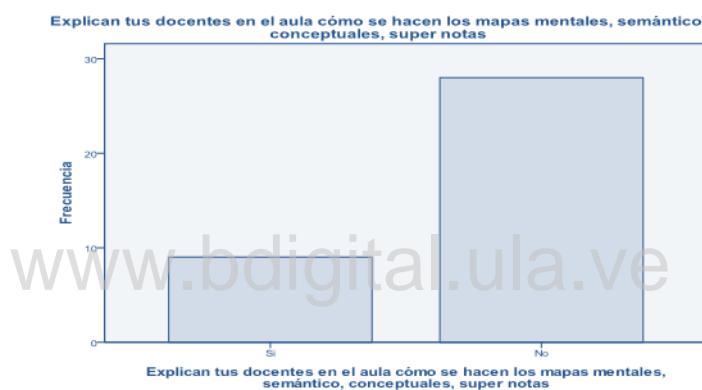 Explican tus docentes en el aula cómo se hacen los mapas mentales, semántico
conceptuales, super notas
30
20
10
0
Frecuencia
Si
No
Explican tus docentes en el aula cómo se hacen los mapas mentales,
semántico, conceptuales, super notas
www.bdigital.ula.ve